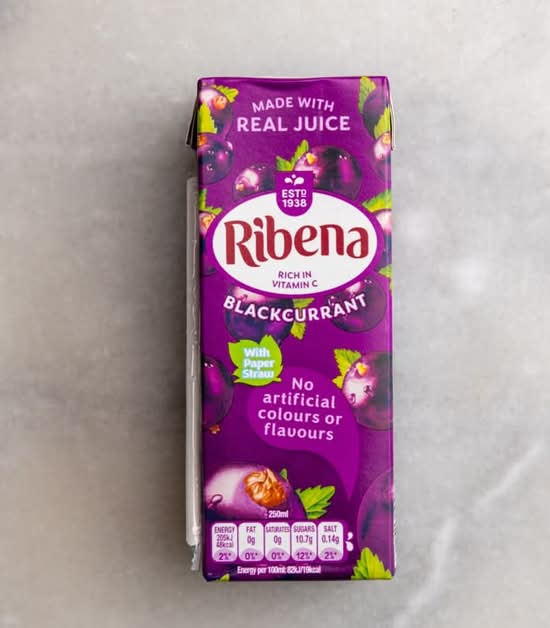 MADE WITH
REAL JUICE
ESTD
1938
Ribena
RICH IN
VITAMIN C
BLACKCURRANT
With
Paper
Straw
No
artificial
colours or
flavours
250ml
ENERGY FAT SATURATES SUGARS SALT
205kJ 0g 0g 10.7g 0.14g
48kcal
2%* 0%* 0%* 12%* 2%*
Energy per 100ml: 82kJ/19kcal